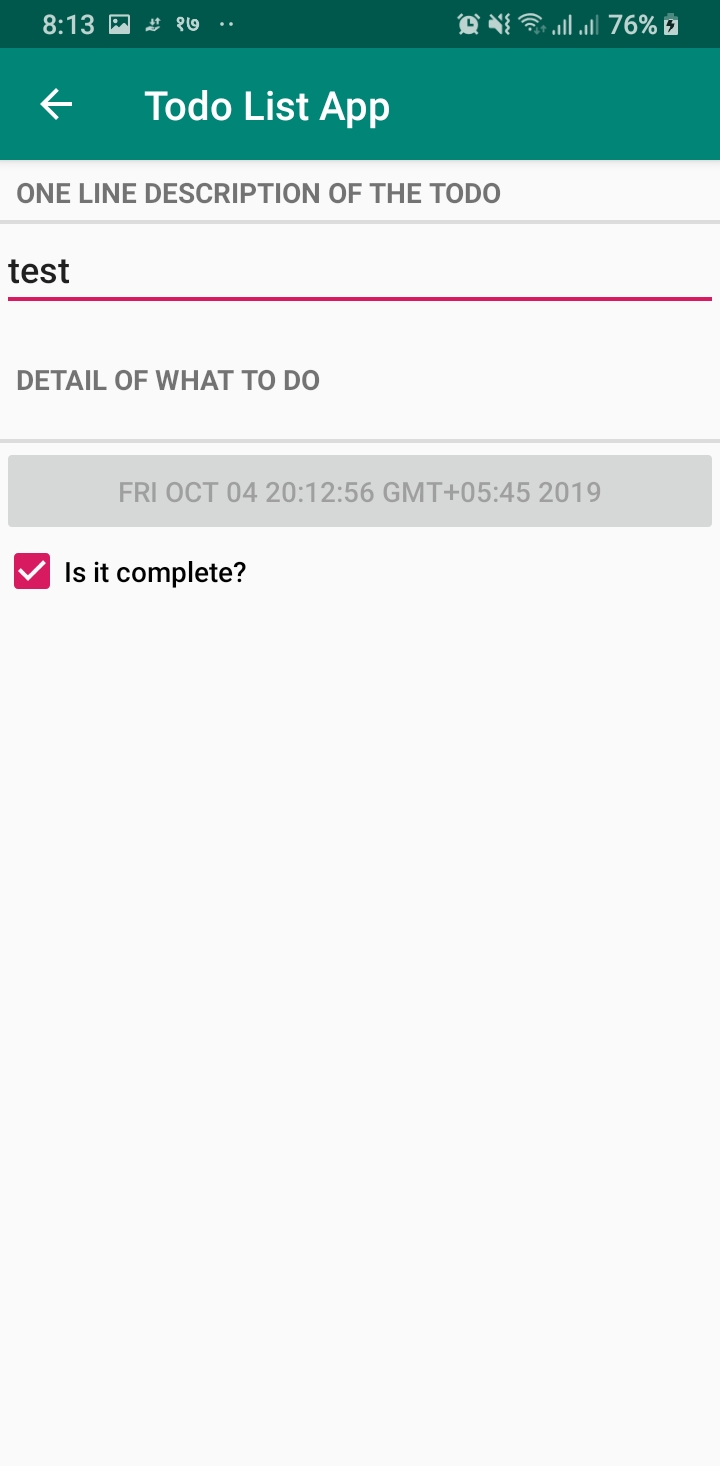 8:13 १७ 76%
Todo List App
ONE LINE DESCRIPTION OF THE TODO
test
DETAIL OF WHAT TO DO
FRI OCT 04 20:12:56 GMT+05:45 2019
Is it complete?